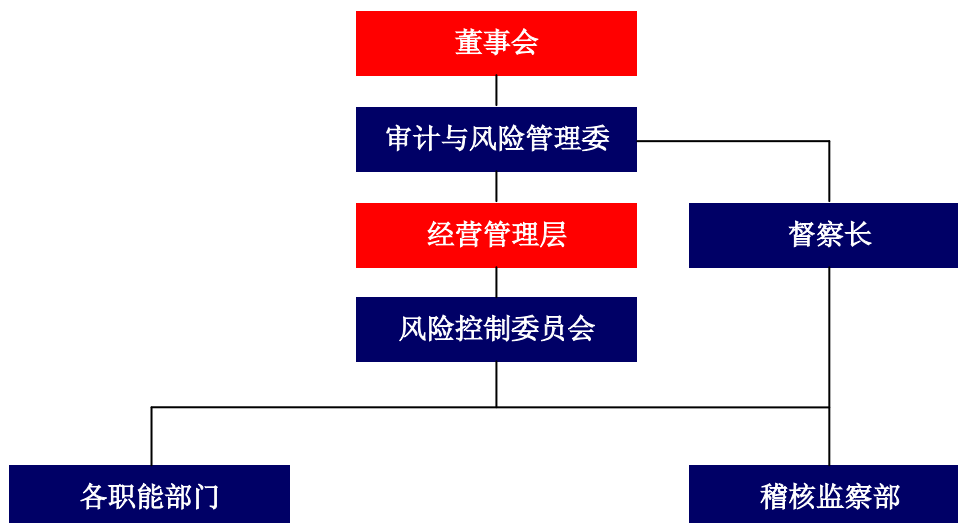 董事会
审计与风险管理委
经营管理层
督察长
风险控制委员会
各职能部门
稽核监察部